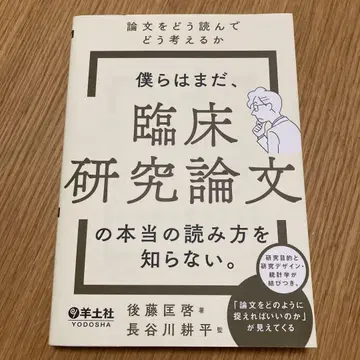 論文をどう読んで
どう考えるか
僕らはまだ、
臨床
研究論文
の本当の読み方を
知らない。
研究目的と
研究デザイン・
統計学が
結びつき、
「論文をどのように
捉えればいいのか」
が見えてくる
羊土社
YODOSHA
後藤匡啓 著
長谷川耕平 監